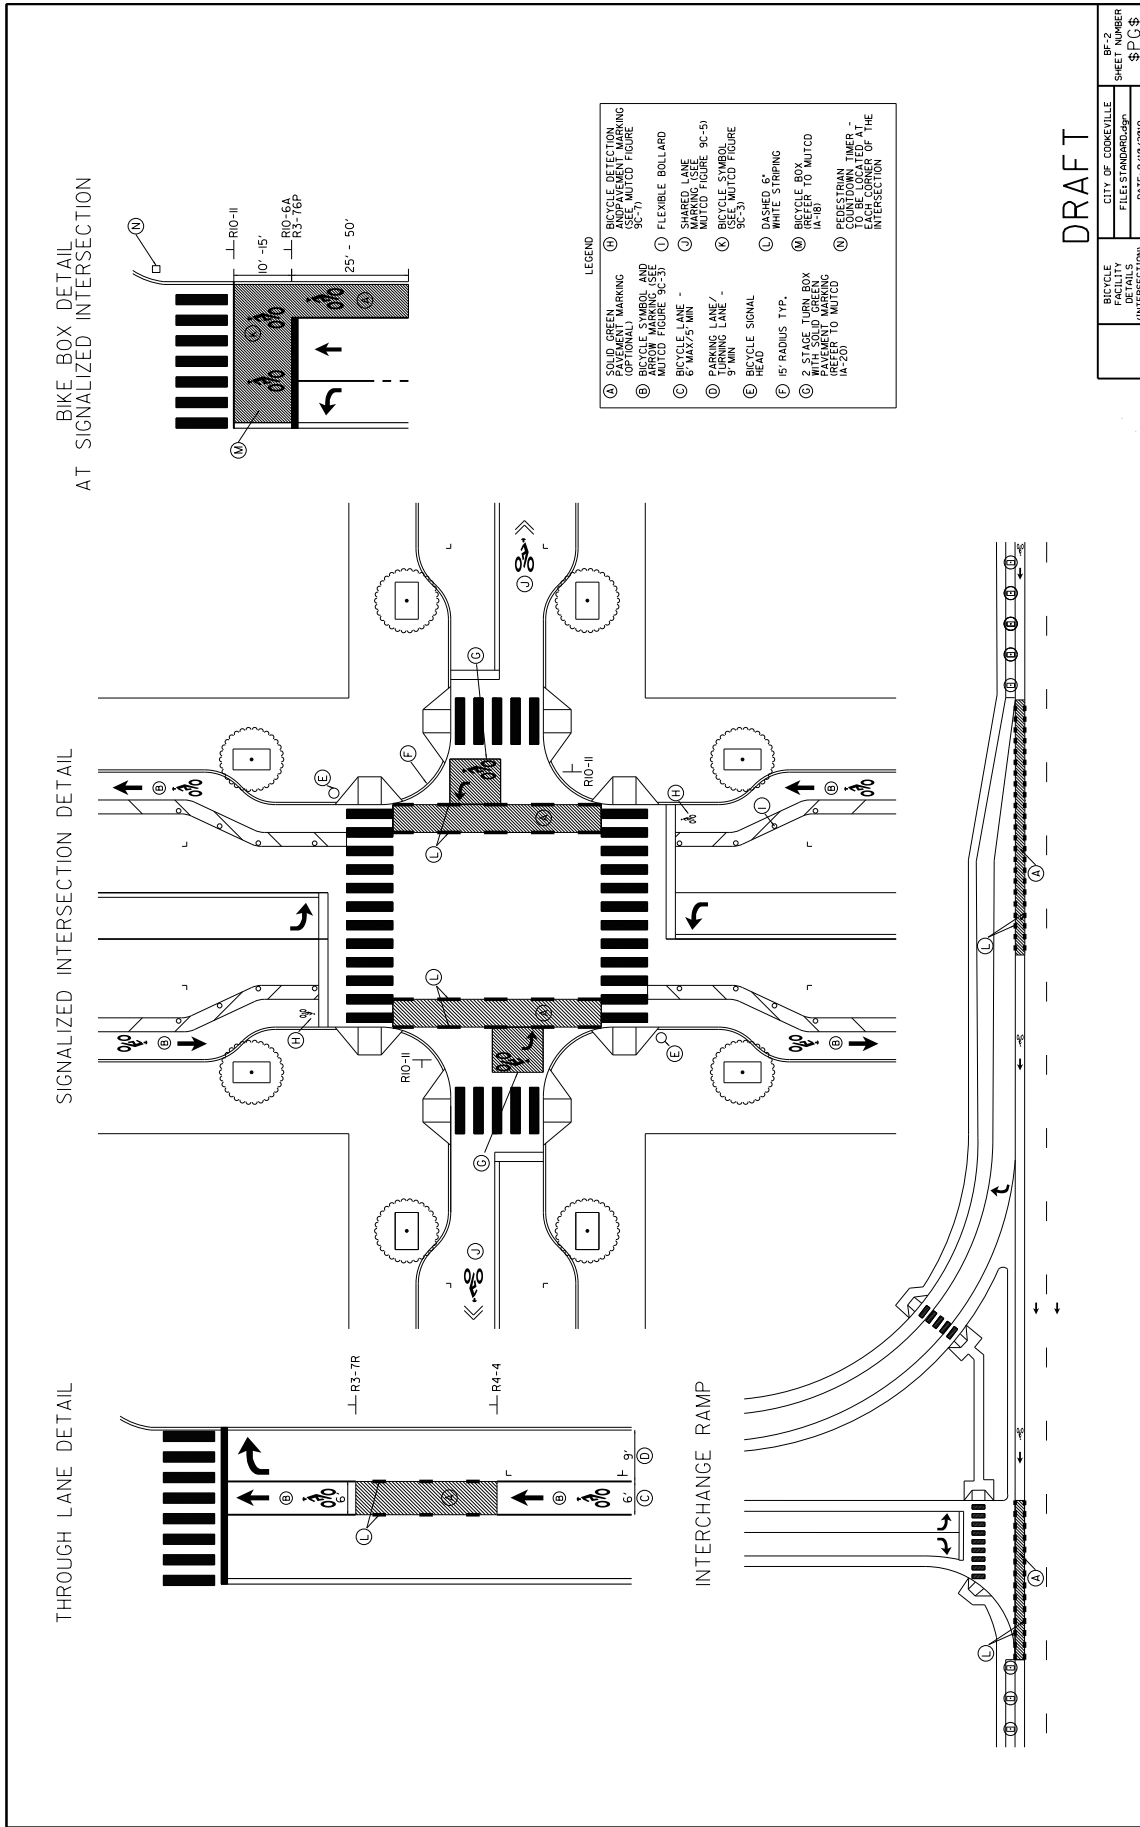 THROUGH LANE DETAIL
R3-7R
R4-4
B
6'
L
A
B
6'
9'
C
D
SIGNALIZED INTERSECTION DETAIL
B
H
E
B
F
L
L
A
A
G
G
R10-11
R10-11
J
J
E
H
I
B
B
BIKE BOX DETAIL
AT SIGNALIZED INTERSECTION
N
M
K
A
R10-11
10' -15'
R10-6A
R3-76P
25' - 50'
INTERCHANGE RAMP
L
A
L
A
B
B
B
B
B
B
B
B
LEGEND
A SOLID GREEN
PAVEMENT MARKING
(OPTIONAL)
B BICYCLE SYMBOL AND
ARROW MARKING (SEE
MUTCD FIGURE 9C-3)
C BICYCLE LANE -
6' MAX/5' MIN
D PARKING LANE/
TURNING LANE -
9' MIN
E BICYCLE SIGNAL
HEAD
F 15' RADIUS TYP.
G 2 STAGE TURN BOX
WITH SOLID GREEN
PAVEMENT MARKING
(REFER TO MUTCD
IA-20)
H BICYCLE DETECTION
ANDPAVEMENT MARKING
(SEE MUTCD FIGURE
9C-7)
I FLEXIBLE BOLLARD
J SHARED LANE
MARKING (SEE
MUTCD FIGURE 9C-5)
K BICYCLE SYMBOL
(SEE MUTCD FIGURE
9C-3)
L DASHED 6"
WHITE STRIPING
M BICYCLE BOX
(REFER TO MUTCD
IA-18)
N PEDESTRIAN
COUNTDOWN TIMER -
TO BE LOCATED AT
EACH CORNER OF THE
INTERSECTION
DRAFT
BICYCLE
FACILITY
DETAILS
(INTERSECTION)
CITY OF COOKEVILLE
FILE: STANDARD.dgn
BF-2
SHEET NUMBER
$PG$